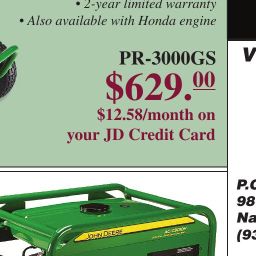 • 2-year limited warranty
• Also available with Honda engine
PR-3000GS
$629.00
$12.58/month on
your JD Credit Card
JOHN DEERE
V
P.O
98
Na
(93